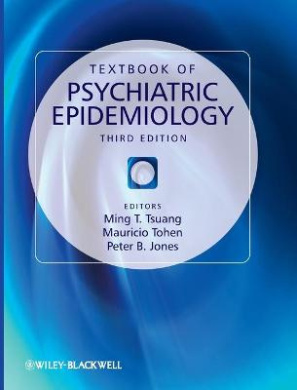 TEXTBOOK OF
PSYCHIATRIC
EPIDEMIOLOGY
THIRD EDITION
EDITORS
Ming T. Tsuang
Mauricio Tohen
Peter B. Jones
WILEY-BLACKWELL